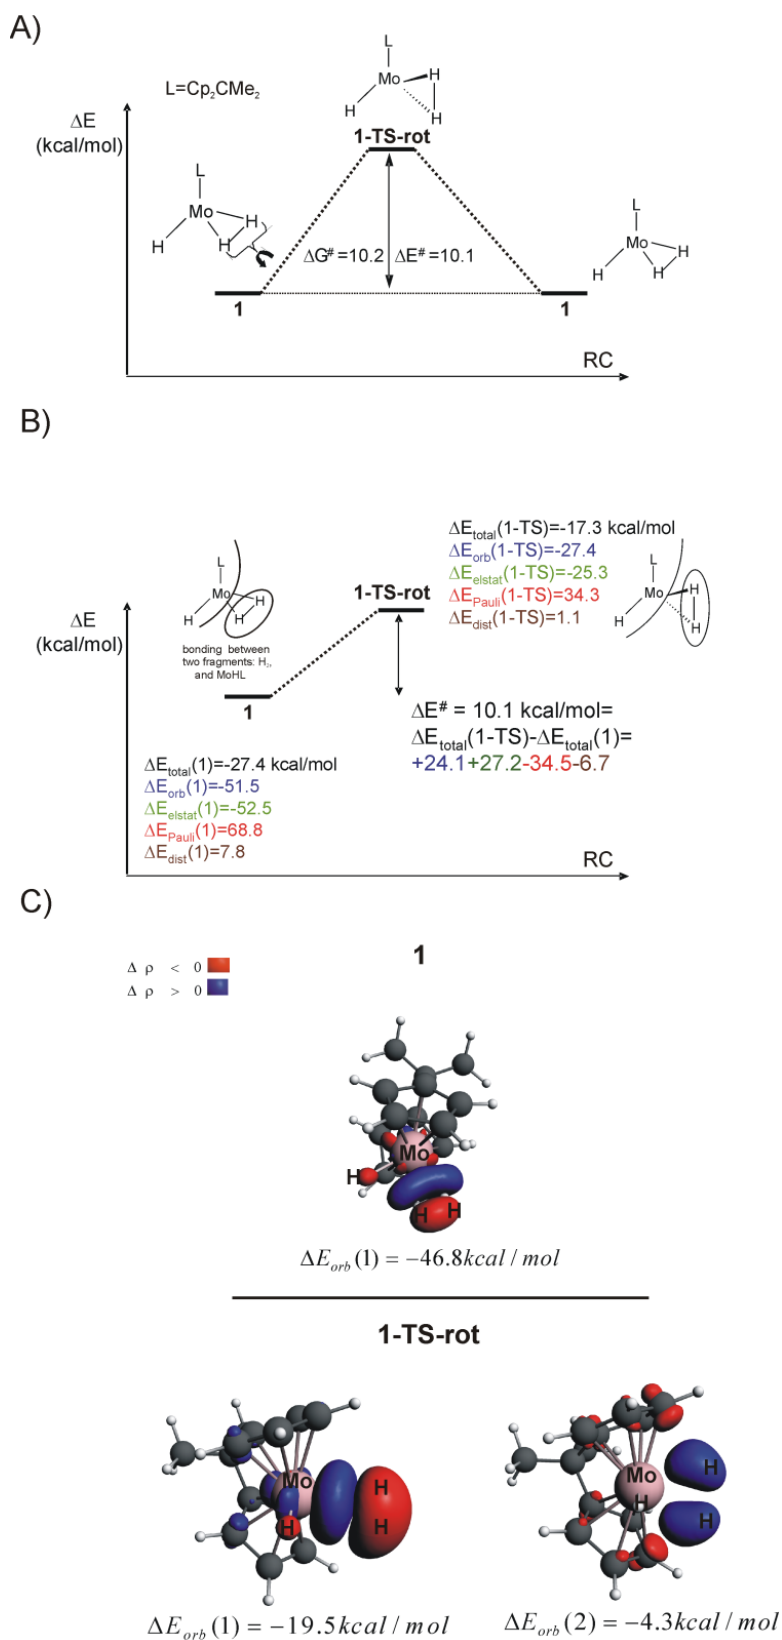 A)
L=Cp₂CMe₂
ΔE
(kcal/mol)
L
Mo
H
H
H
1-TS-rot
L
Mo
H
H
H
ΔG#=10.2
ΔE#=10.1
L
Mo
H
H
H
1
1
RC
B)
ΔE
(kcal/mol)
L
Mo
H
H
H
bonding between
two fragments: H₂,
and MoHL
1
1-TS-rot
ΔEtotal(1-TS)=-17.3 kcal/mol
ΔEorb(1-TS)=-27.4
ΔEelstat(1-TS)=-25.3
ΔEPauli(1-TS)=34.3
ΔEdist(1-TS)=1.1
L
Mo
H
H
H
ΔE# = 10.1 kcal/mol=
ΔEtotal(1-TS)-ΔEtotal(1)=
+24.1+27.2-34.5-6.7
ΔEtotal(1)=-27.4 kcal/mol
ΔEorb(1)=-51.5
ΔEelstat(1)=-52.5
ΔEPauli(1)=68.8
ΔEdist(1)=7.8
RC
C)
1
Δ ρ < 0
Δ ρ > 0
Mo
H
H
H
ΔEorb(1) = −46.8kcal / mol
1-TS-rot
Mo
H
H
H
Mo
H
H
H
ΔEorb(1) = −19.5kcal / mol
ΔEorb(2) = −4.3kcal / mol